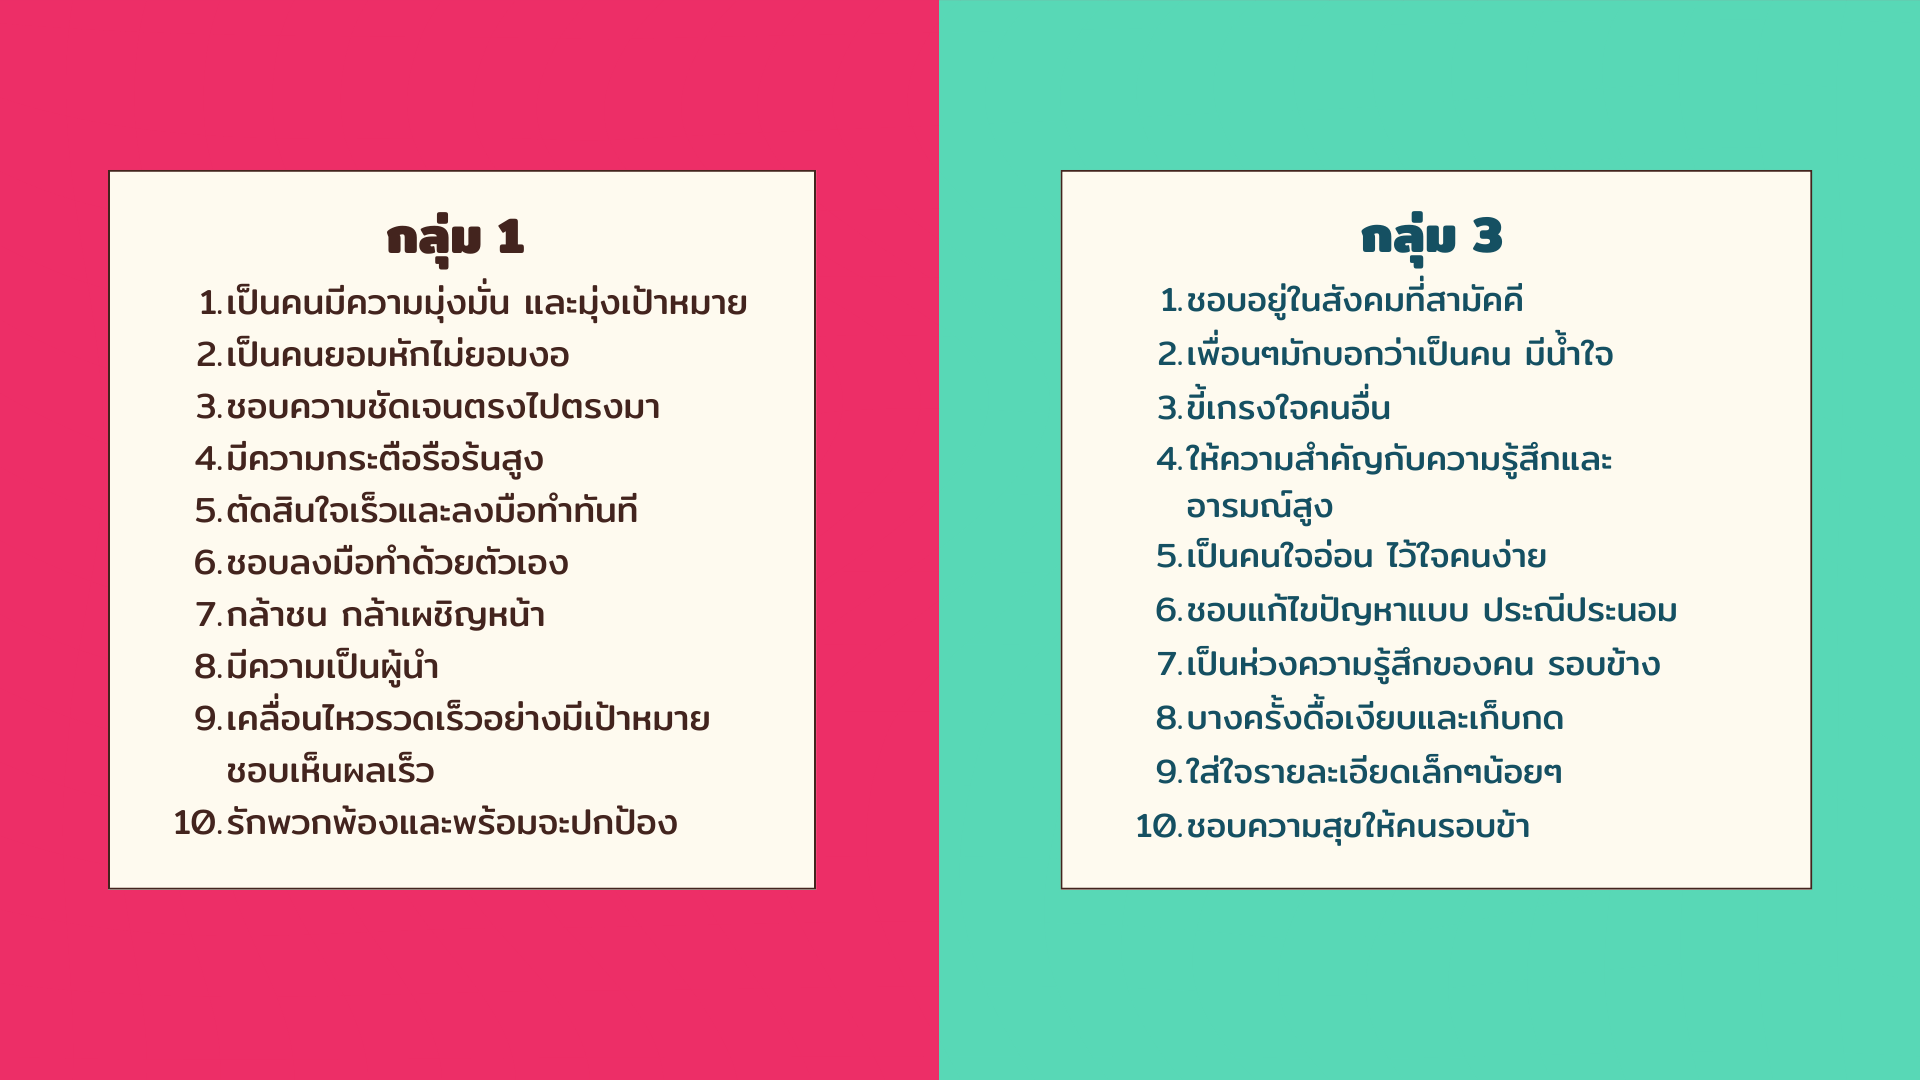 กลุ่ม 1
1. เป็นคนมีความมุ่งมั่น และมุ่งเป้าหมาย
2. เป็นคนยอมหักไม่ยอมงอ
3. ชอบความชัดเจนตรงไปตรงมา
4. มีความกระตือรือร้นสูง
5. ตัดสินใจเร็วและลงมือทำทันที
6. ชอบลงมือทำด้วยตัวเอง
7. กล้าชน กล้าเผชิญหน้า
8. มีความเป็นผู้นำ
9. เคลื่อนไหวรวดเร็วอย่างมีเป้าหมาย
ชอบเห็นผลเร็ว
10. รักพวกพ้องและพร้อมจะปกป้อง
กลุ่ม 3
1. ชอบอยู่ในสังคมที่สามัคคี
2. เพื่อนๆมักบอกว่าเป็นคน มีน้ำใจ
3. ขี้เกรงใจคนอื่น
4. ให้ความสำคัญกับความรู้สึกและ
อารมณ์สูง
5. เป็นคนใจอ่อน ไว้ใจคนง่าย
6. ชอบแก้ไขปัญหาแบบ ประณีประนอม
7. เป็นห่วงความรู้สึกของคน รอบข้าง
8. บางครั้งดื้อเงียบและเก็บกด
9. ใส่ใจรายละเอียดเล็กๆน้อยๆ
10. ชอบความสุขให้คนรอบข้า